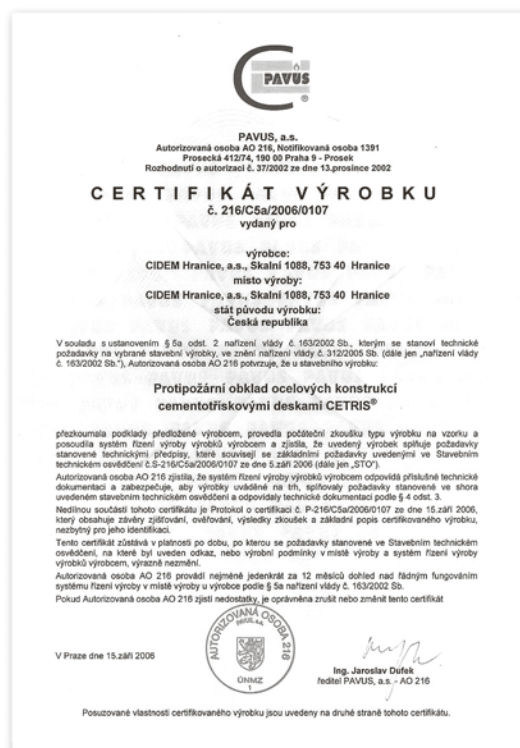 PAVUS
®
PAVUS, a.s.
Autorizovaná osoba AO 216, Notifikovaná osoba 1391
Prosecká 412/74, 190 00 Praha 9 - Prosek
Rozhodnutí o autorizaci č. 37/2002 ze dne 13.prosince 2002
CERTIFIKÁT VÝROBKU
č. 216/C5a/2006/0107
vydaný pro
výrobce:
CIDEM Hranice, a.s., Skalní 1088, 753 40 Hranice
místo výroby:
CIDEM Hranice, a.s., Skalní 1088, 753 40 Hranice
stát původu výrobku:
Česká republika
V souladu s ustanovením § 5a odst. 2 nařízení vlády č. 163/2002 Sb., kterým se stanoví technické
požadavky na vybrané stavební výrobky, ve znění nařízení vlády č. 312/2005 Sb. (dále jen „nařízení vlády
č. 163/2002 Sb."), Autorizovaná osoba AO 216 potvrzuje, že u stavebního výrobku:
Protipožární obklad ocelových konstrukcí
cementotřískovými deskami CETRIS®
přezkoumala podklady předložené výrobcem, provedla počáteční zkoušku typu výrobku na vzorku a
posoudila systém řízení výroby výrobků výrobcem a zjistila, že uvedený výrobek splňuje požadavky
stanovené technickými předpisy, které souvisejí se základními požadavky uvedenými ve Stavebním
technickém osvědčení č.S-216/C5a/2006/0107 ze dne 5.září 2006 (dále jen „STO").
Autorizovaná osoba AO 216 zjistila, že systém řízení výroby výrobků výrobcem odpovídá příslušné technické
dokumentaci a zabezpečuje, aby výrobky uváděné na trh, splňovaly požadavky stanovené ve shora
uvedeném stavebním technickém osvědčení a odpovídaly technické dokumentaci podle § 4 odst. 3.
Nedílnou součástí tohoto certifikátu je Protokol o certifikaci č. P-216/C5a/2006/0107 ze dne 15.září 2006,
který obsahuje závěry zjišťování, ověřování, výsledky zkoušek a základní popis certifikovaného výrobku,
nezbytný pro jeho identifikaci.
Tento certifikát zůstává v platnosti po dobu, po kterou se požadavky stanovené ve Stavebním technickém
osvědčení, na které byl uveden odkaz, nebo výrobní podmínky v místě výroby a systém řízení výroby
výrobků výrobcem, výrazně nezmění.
Autorizovaná osoba AO 216 provádí nejméně jedenkrát za 12 měsíců dohled nad řádným fungováním
systému řízení výroby v místě výroby u výrobce podle § 5a nařízení vlády č. 163/2002 Sb.
Pokud Autorizovaná osoba AO 216 zjistí nedostatky, je oprávněna zrušit nebo změnit tento certifikát
AUTORIZOVANÁ OSOBA 216
PAVUS, a.s.
ÚNMZ
1
V Praze dne 15.září 2006
Ing. Jaroslav Dufek
ředitel PAVUS, a.s. - AO 216
Posuzované vlastnosti certifikovaného výrobku jsou uvedeny na druhé straně tohoto certifikátu.